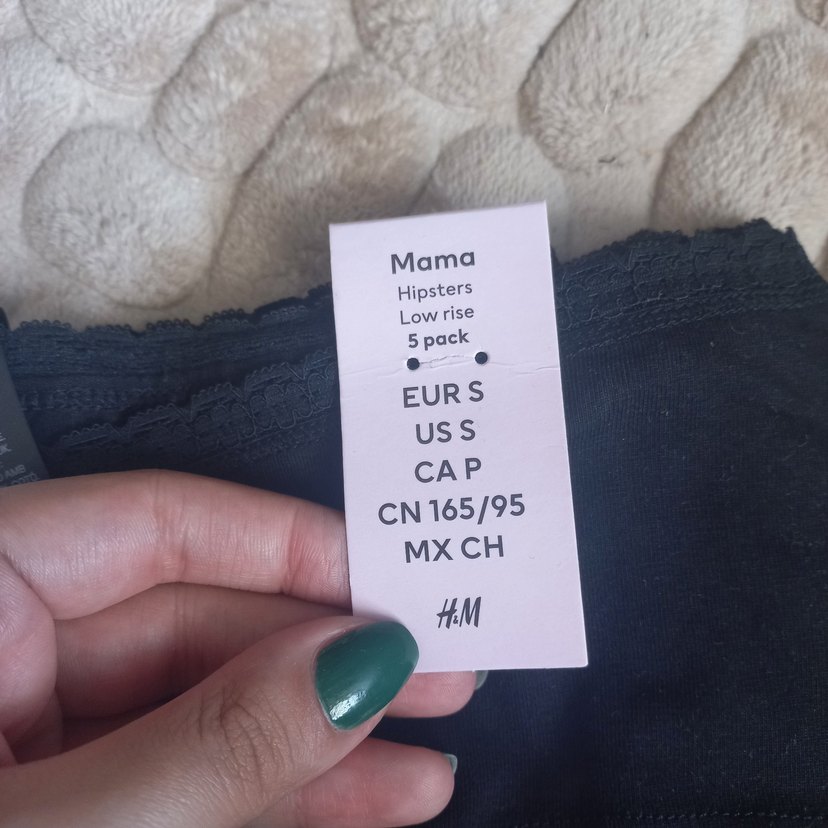 Mama
Hipsters
Low rise
5 pack
EUR S
US S
CA P
CN 165/95
MX CH
H&M